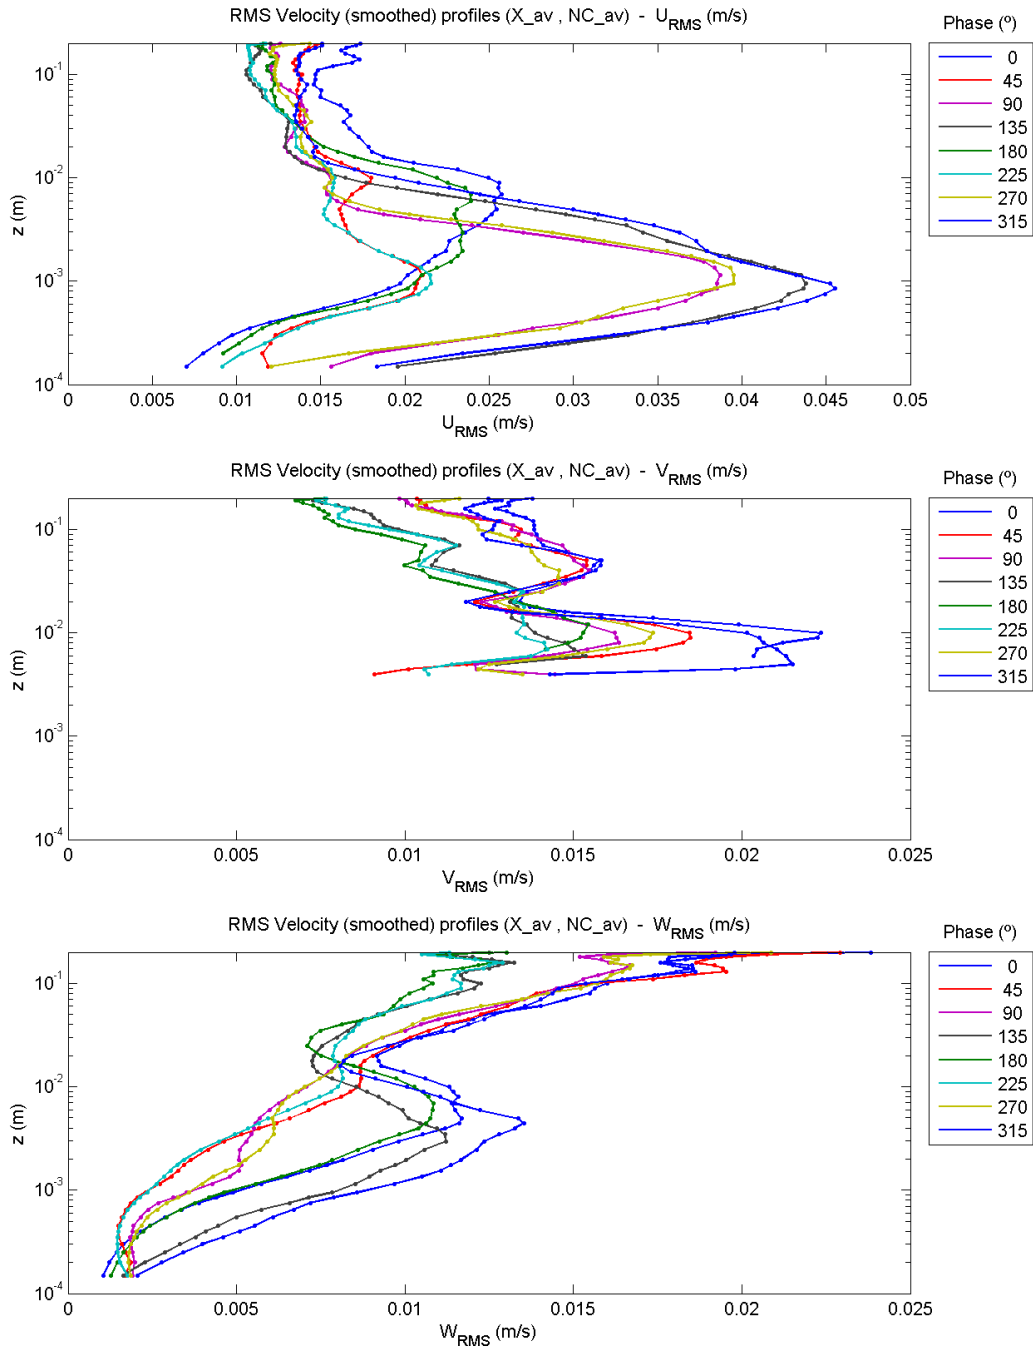 RMS Velocity (smoothed) profiles (X_av , NC_av) - U_RMS (m/s)
Phase (º)
0
45
90
135
180
225
270
315
10^-1
10^-2
10^-3
10^-4
z (m)
0 0.005 0.01 0.015 0.02 0.025 0.03 0.035 0.04 0.045 0.05
U_RMS (m/s)
RMS Velocity (smoothed) profiles (X_av , NC_av) - V_RMS (m/s)
Phase (º)
0
45
90
135
180
225
270
315
10^-1
10^-2
10^-3
10^-4
z (m)
0 0.005 0.01 0.015 0.02 0.025
V_RMS (m/s)
RMS Velocity (smoothed) profiles (X_av , NC_av) - W_RMS (m/s)
Phase (º)
0
45
90
135
180
225
270
315
10^-1
10^-2
10^-3
10^-4
z (m)
0 0.005 0.01 0.015 0.02 0.025
W_RMS (m/s)